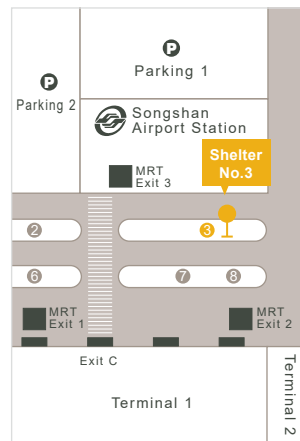 P
Parking 1
P
Parking 2
Songshan
Airport Station
MRT
Exit 3
Shelter
No.3
2
3
6
7
8
MRT
Exit 1
MRT
Exit 2
Exit C
Terminal 1
Terminal 2